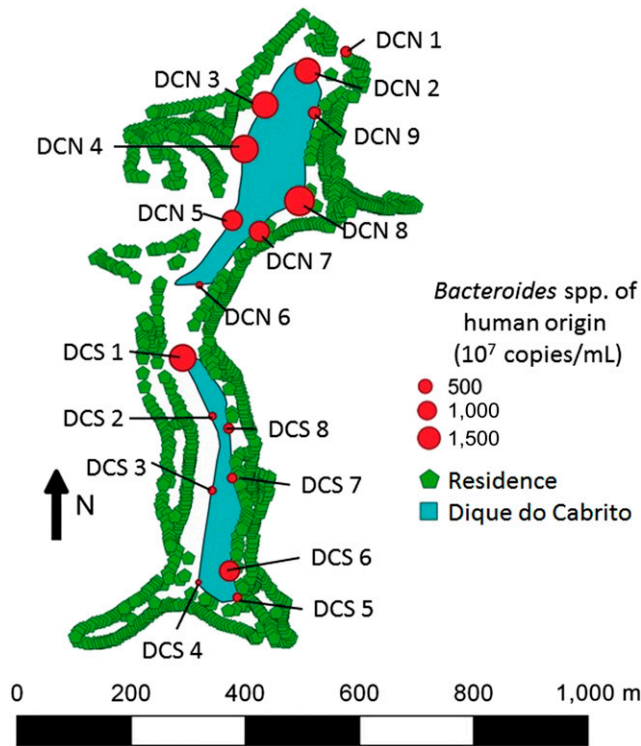 DCN 1
DCN 3
DCN 2
DCN 9
DCN 4
DCN 5
DCN 8
DCN 7
DCN 6
Bacteroides spp. of
human origin
(10⁷ copies/mL)
500
1,000
1,500
Residence
Dique do Cabrito
DCS 1
DCS 2
DCS 8
DCS 3
DCS 7
N
DCS 6
DCS 5
DCS 4
0 200 400 600 800 1,000 m